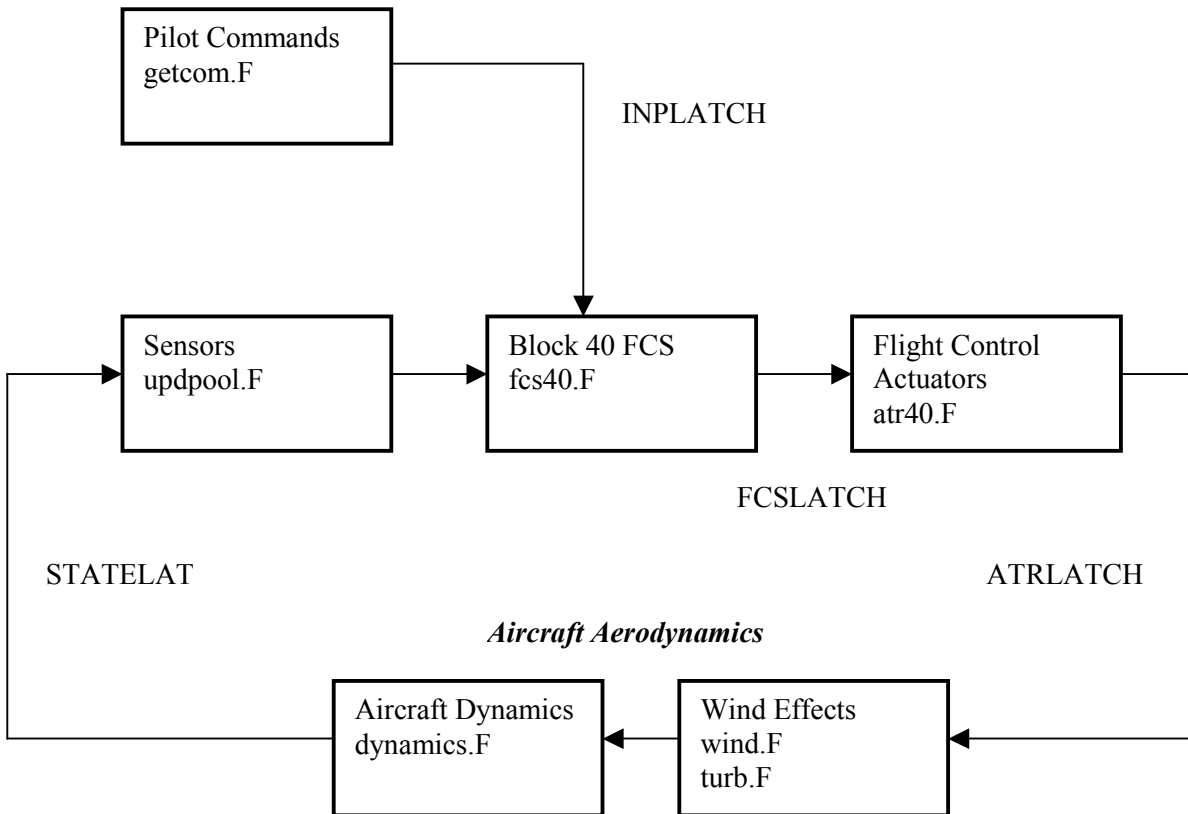 Pilot Commands
getcom.F
INPLATCH
Sensors
updpool.F
Block 40 FCS
fcs40.F
Flight Control
Actuators
atr40.F
FCSLATCH
STATELAT
ATRLATCH
Aircraft Aerodynamics
Aircraft Dynamics
dynamics.F
Wind Effects
wind.F
turb.F